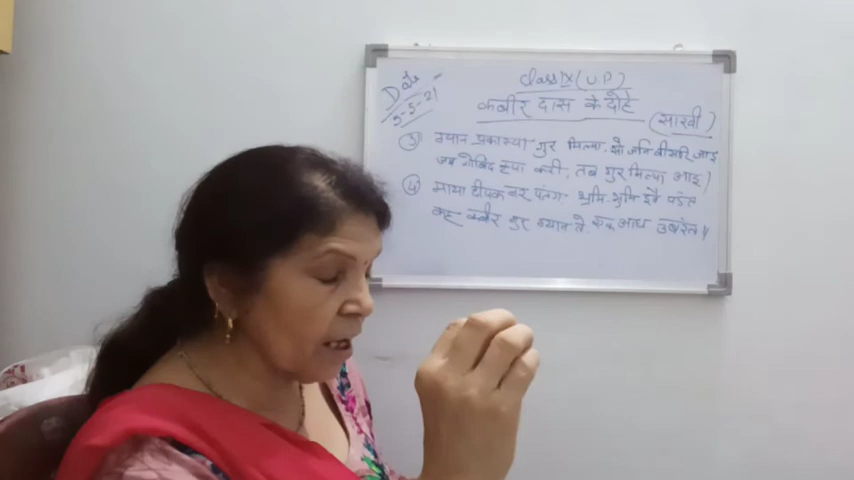 Date
5-5-21
Class IX (U.P)
कबीर दास के दोहे
(साखी)
③ ग्यान प्रकास्या गुर मिल्या, सो जनि बीसरि जाइ
जब गोबिंद कृपा करी, तब गुर मिल्या आइ)
④ माया दीपक नर पतंग भ्रमि भ्रमि इवै पडंत
कह कबीर गुर ग्यान ते, एक आध उबरंत॥